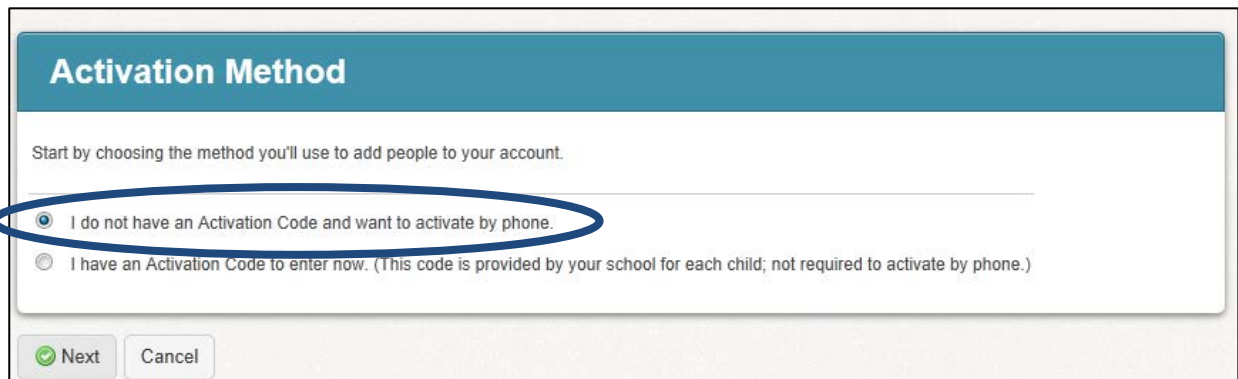 Activation Method
Start by choosing the method you'll use to add people to your account.
I do not have an Activation Code and want to activate by phone.
I have an Activation Code to enter now. (This code is provided by your school for each child; not required to activate by phone.)
Next Cancel